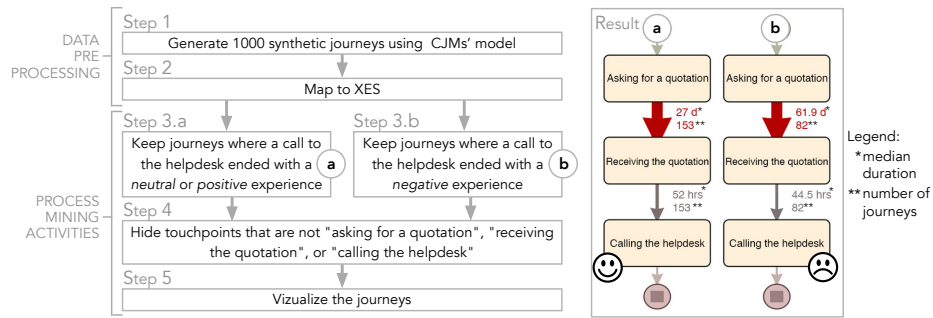 DATA
PRE
PROCESSING
Step 1
Generate 1000 synthetic journeys using CJMs' model
Step 2
Map to XES
PROCESS
MINING
ACTIVITIES
Step 3.a
Keep journeys where a call to
the helpdesk ended with a
neutral or positive experience
a
Step 3.b
Keep journeys where a call to
the helpdesk ended with a
negative experience
b
Step 4
Hide touchpoints that are not "asking for a quotation", "receiving
the quotation", or "calling the helpdesk"
Step 5
Vizualize the journeys
Result
a
Asking for a quotation
27 d*
153**
Receiving the quotation
52 hrs*
153**
Calling the helpdesk
b
Asking for a quotation
61.9 d*
82**
Receiving the quotation
44.5 hrs*
82**
Calling the helpdesk
Legend:
*median
duration
**number of
journeys